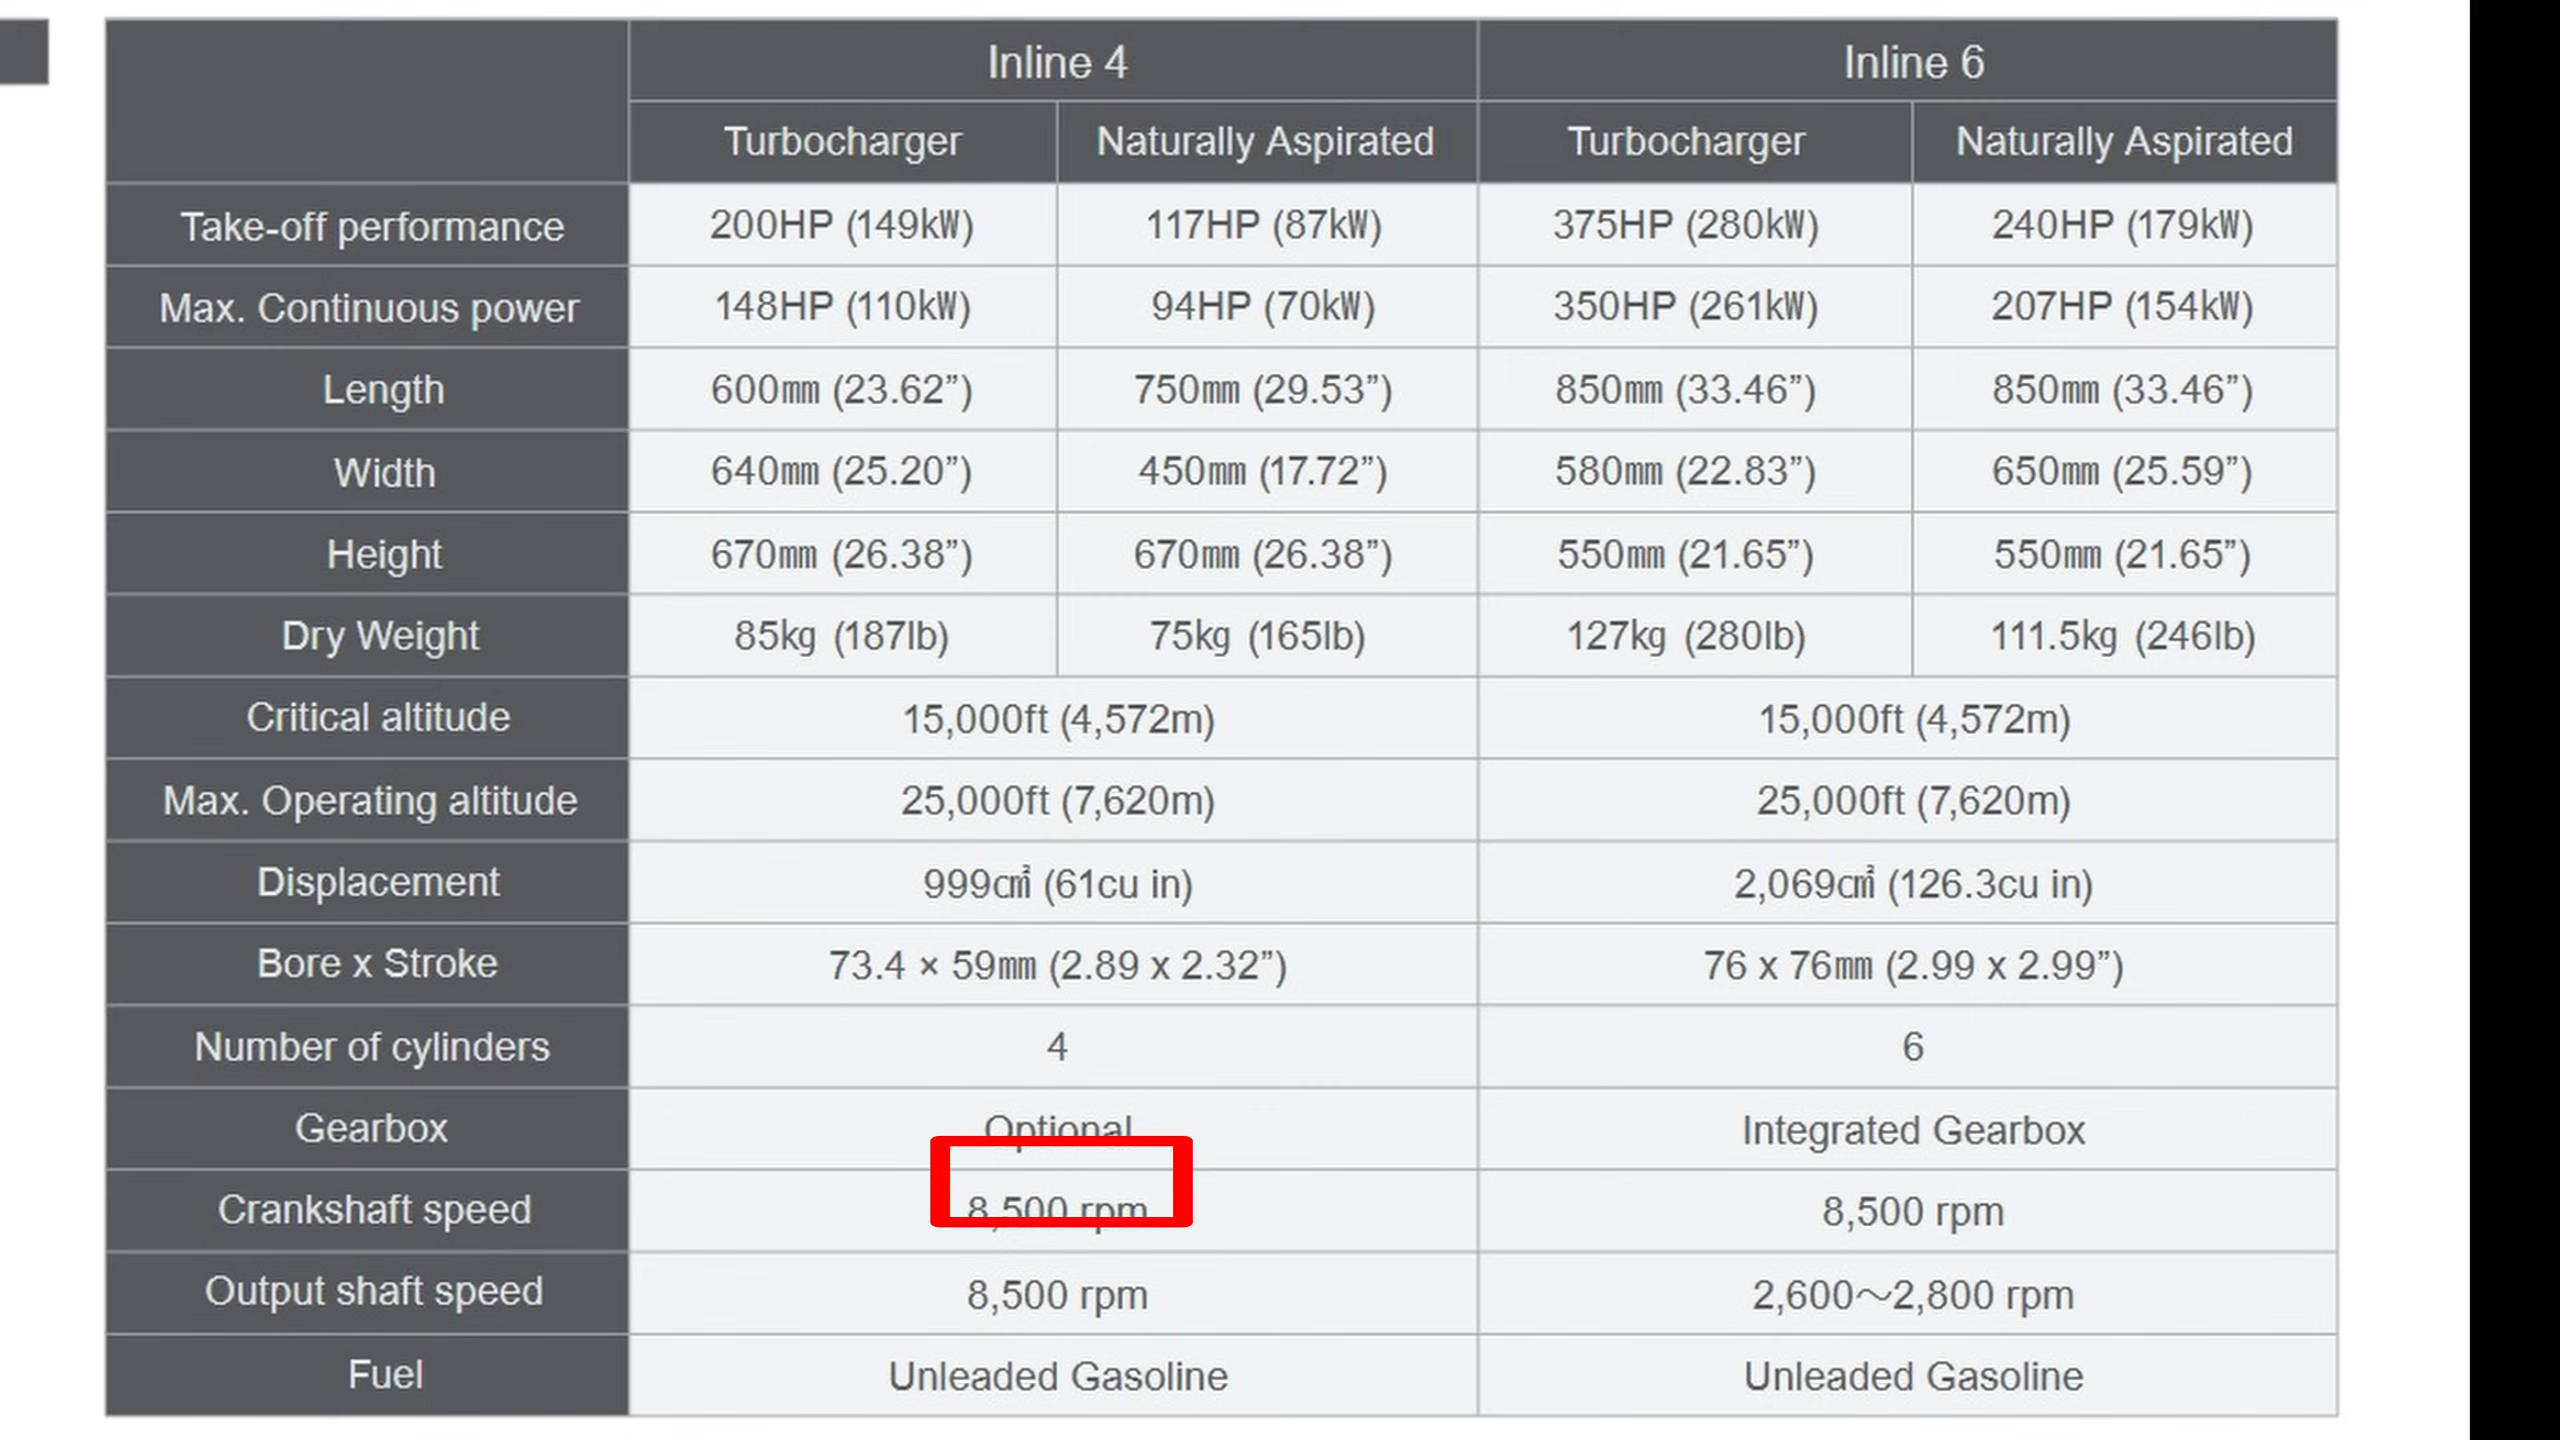 Inline 4 Inline 6
Turbocharger Naturally Aspirated Turbocharger Naturally Aspirated
Take-off performance 200HP (149㎾) 117HP (87㎾) 375HP (280㎾) 240HP (179㎾)
Max. Continuous power 148HP (110㎾) 94HP (70㎾) 350HP (261㎾) 207HP (154㎾)
Length 600㎜ (23.62”) 750㎜ (29.53”) 850㎜ (33.46”) 850㎜ (33.46”)
Width 640㎜ (25.20”) 450㎜ (17.72”) 580㎜ (22.83”) 650㎜ (25.59”)
Height 670㎜ (26.38”) 670㎜ (26.38”) 550㎜ (21.65”) 550㎜ (21.65”)
Dry Weight 85㎏ (187lb) 75㎏ (165lb) 127㎏ (280lb) 111.5㎏ (246lb)
Critical altitude 15,000ft (4,572m) 15,000ft (4,572m)
Max. Operating altitude 25,000ft (7,620m) 25,000ft (7,620m)
Displacement 999㎤ (61cu in) 2,069㎤ (126.3cu in)
Bore x Stroke 73.4 × 59㎜ (2.89 x 2.32”) 76 x 76㎜ (2.99 x 2.99”)
Number of cylinders 4 6
Gearbox Optional Integrated Gearbox
Crankshaft speed 8,500 rpm 8,500 rpm
Output shaft speed 8,500 rpm 2,600～2,800 rpm
Fuel Unleaded Gasoline Unleaded Gasoline